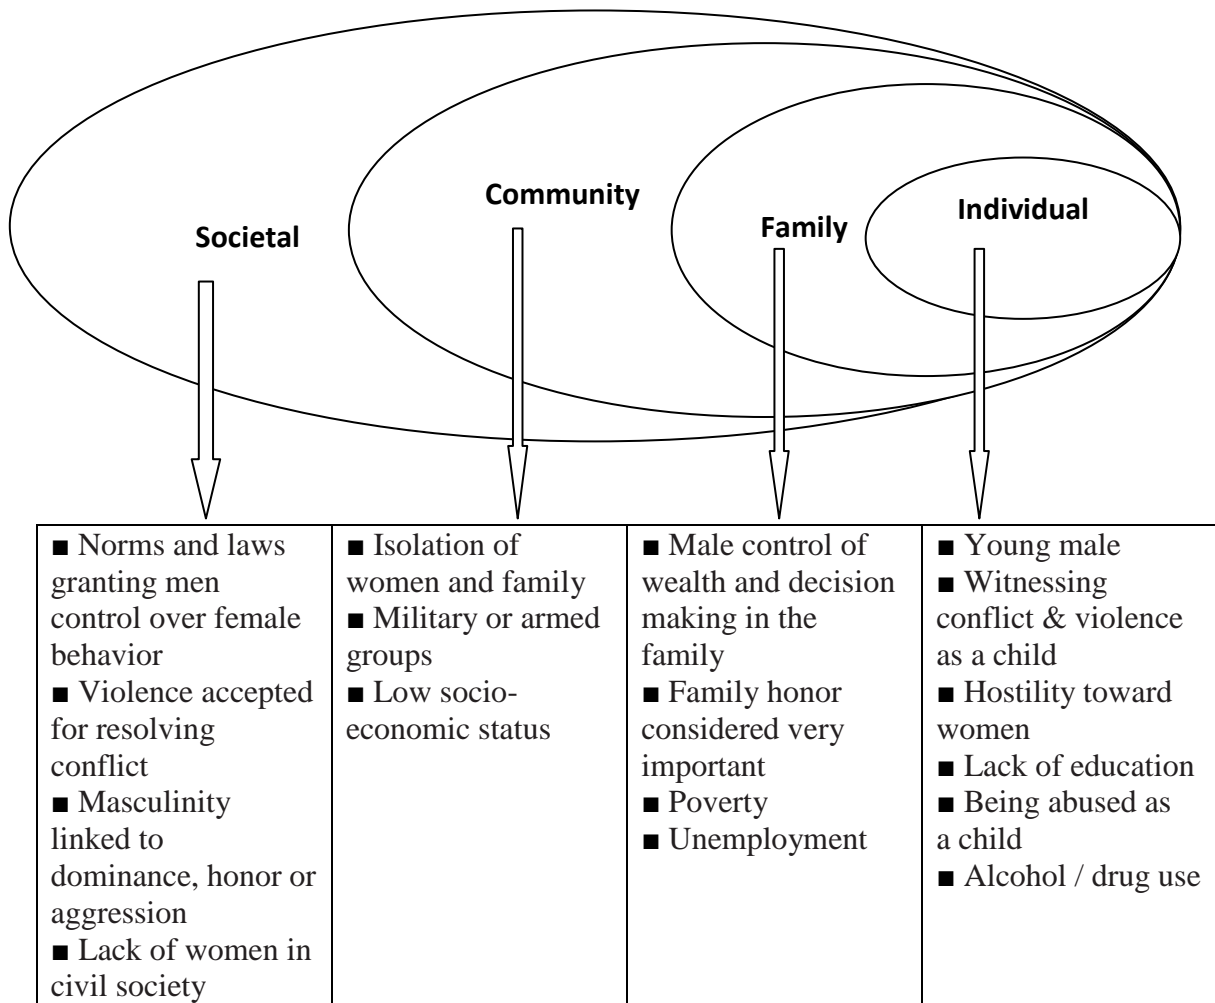 Societal
Community
Family
Individual
■ Norms and laws
granting men
control over female
behavior
■ Violence accepted
for resolving
conflict
■ Masculinity
linked to
dominance, honor or
aggression
■ Lack of women in
civil society
■ Isolation of
women and family
■ Military or armed
groups
■ Low socio-
economic status
■ Male control of
wealth and decision
making in the
family
■ Family honor
considered very
important
■ Poverty
■ Unemployment
■ Young male
■ Witnessing
conflict & violence
as a child
■ Hostility toward
women
■ Lack of education
■ Being abused as
a child
■ Alcohol / drug use